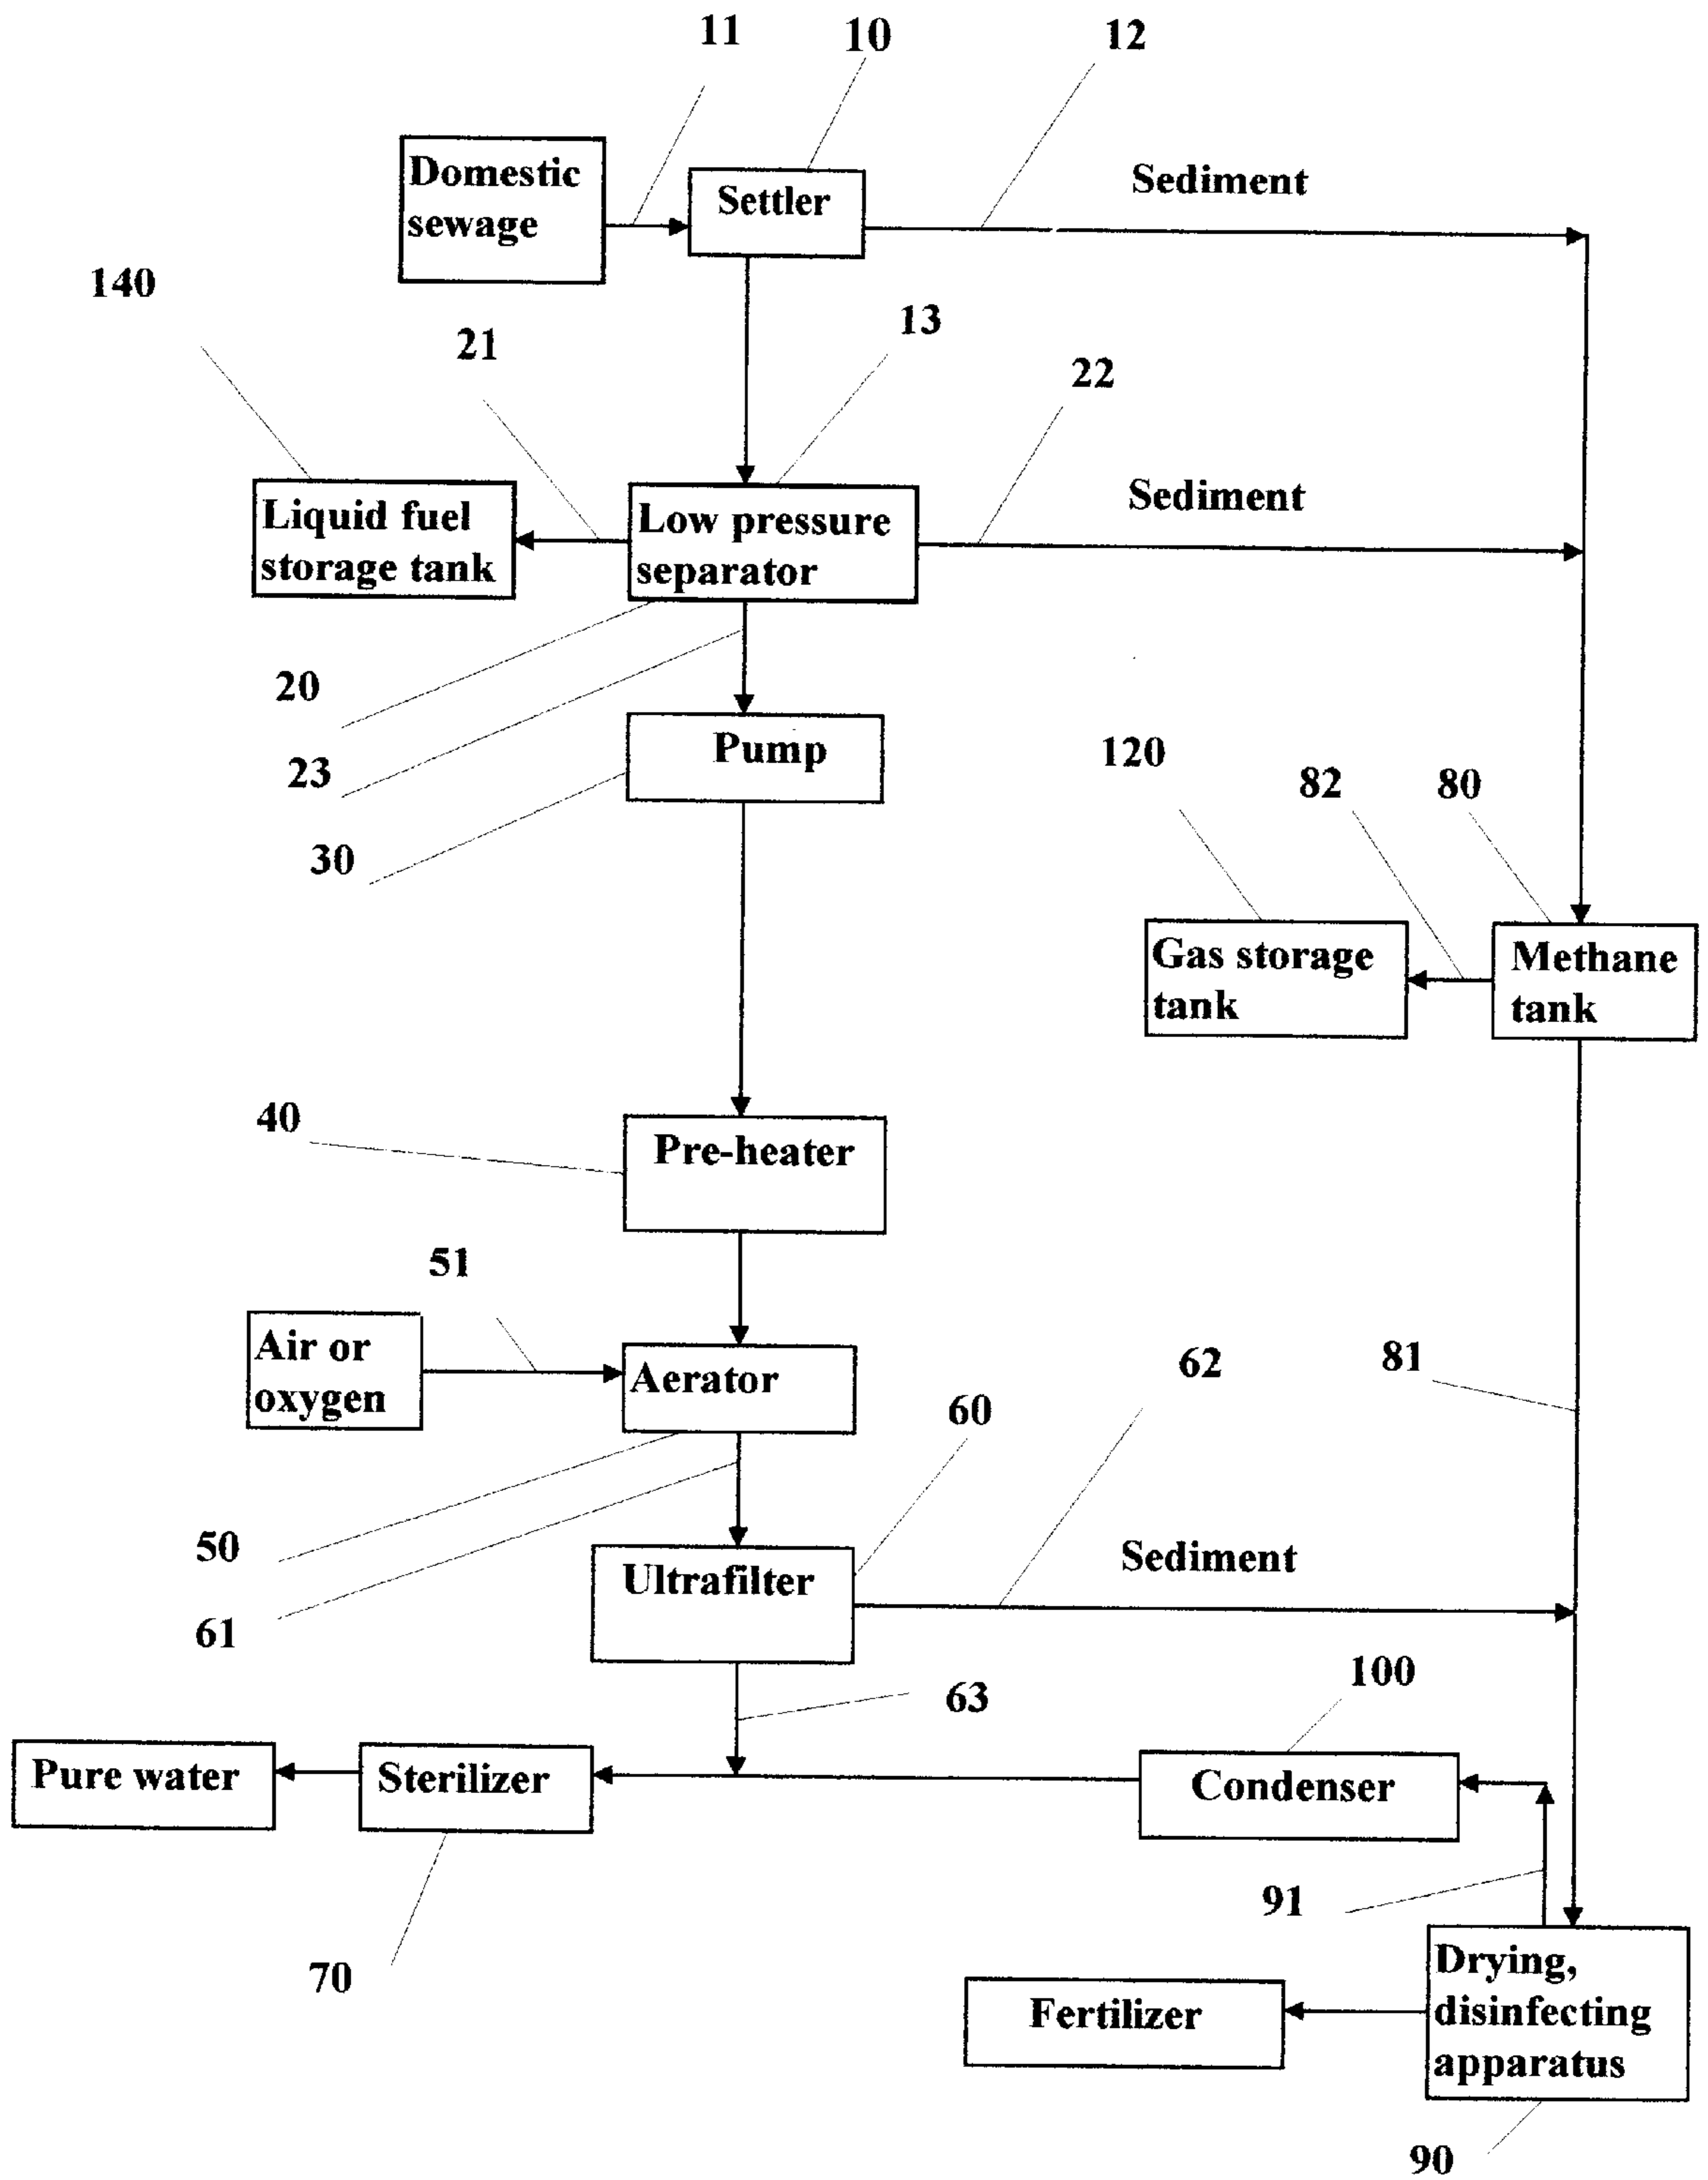 11
10
12
Domestic
sewage
Settler
Sediment
140
21
13
22
Liquid fuel
storage tank
Low pressure
separator
Sediment
20
23
30
Pump
120
82
80
Gas storage
tank
Methane
tank
40
Pre-heater
51
Air or
oxygen
Aerator
60
62
81
50
61
Ultrafilter
Sediment
63
100
Pure water
Sterilizer
Condenser
70
91
Fertilizer
Drying,
disinfecting
apparatus
90